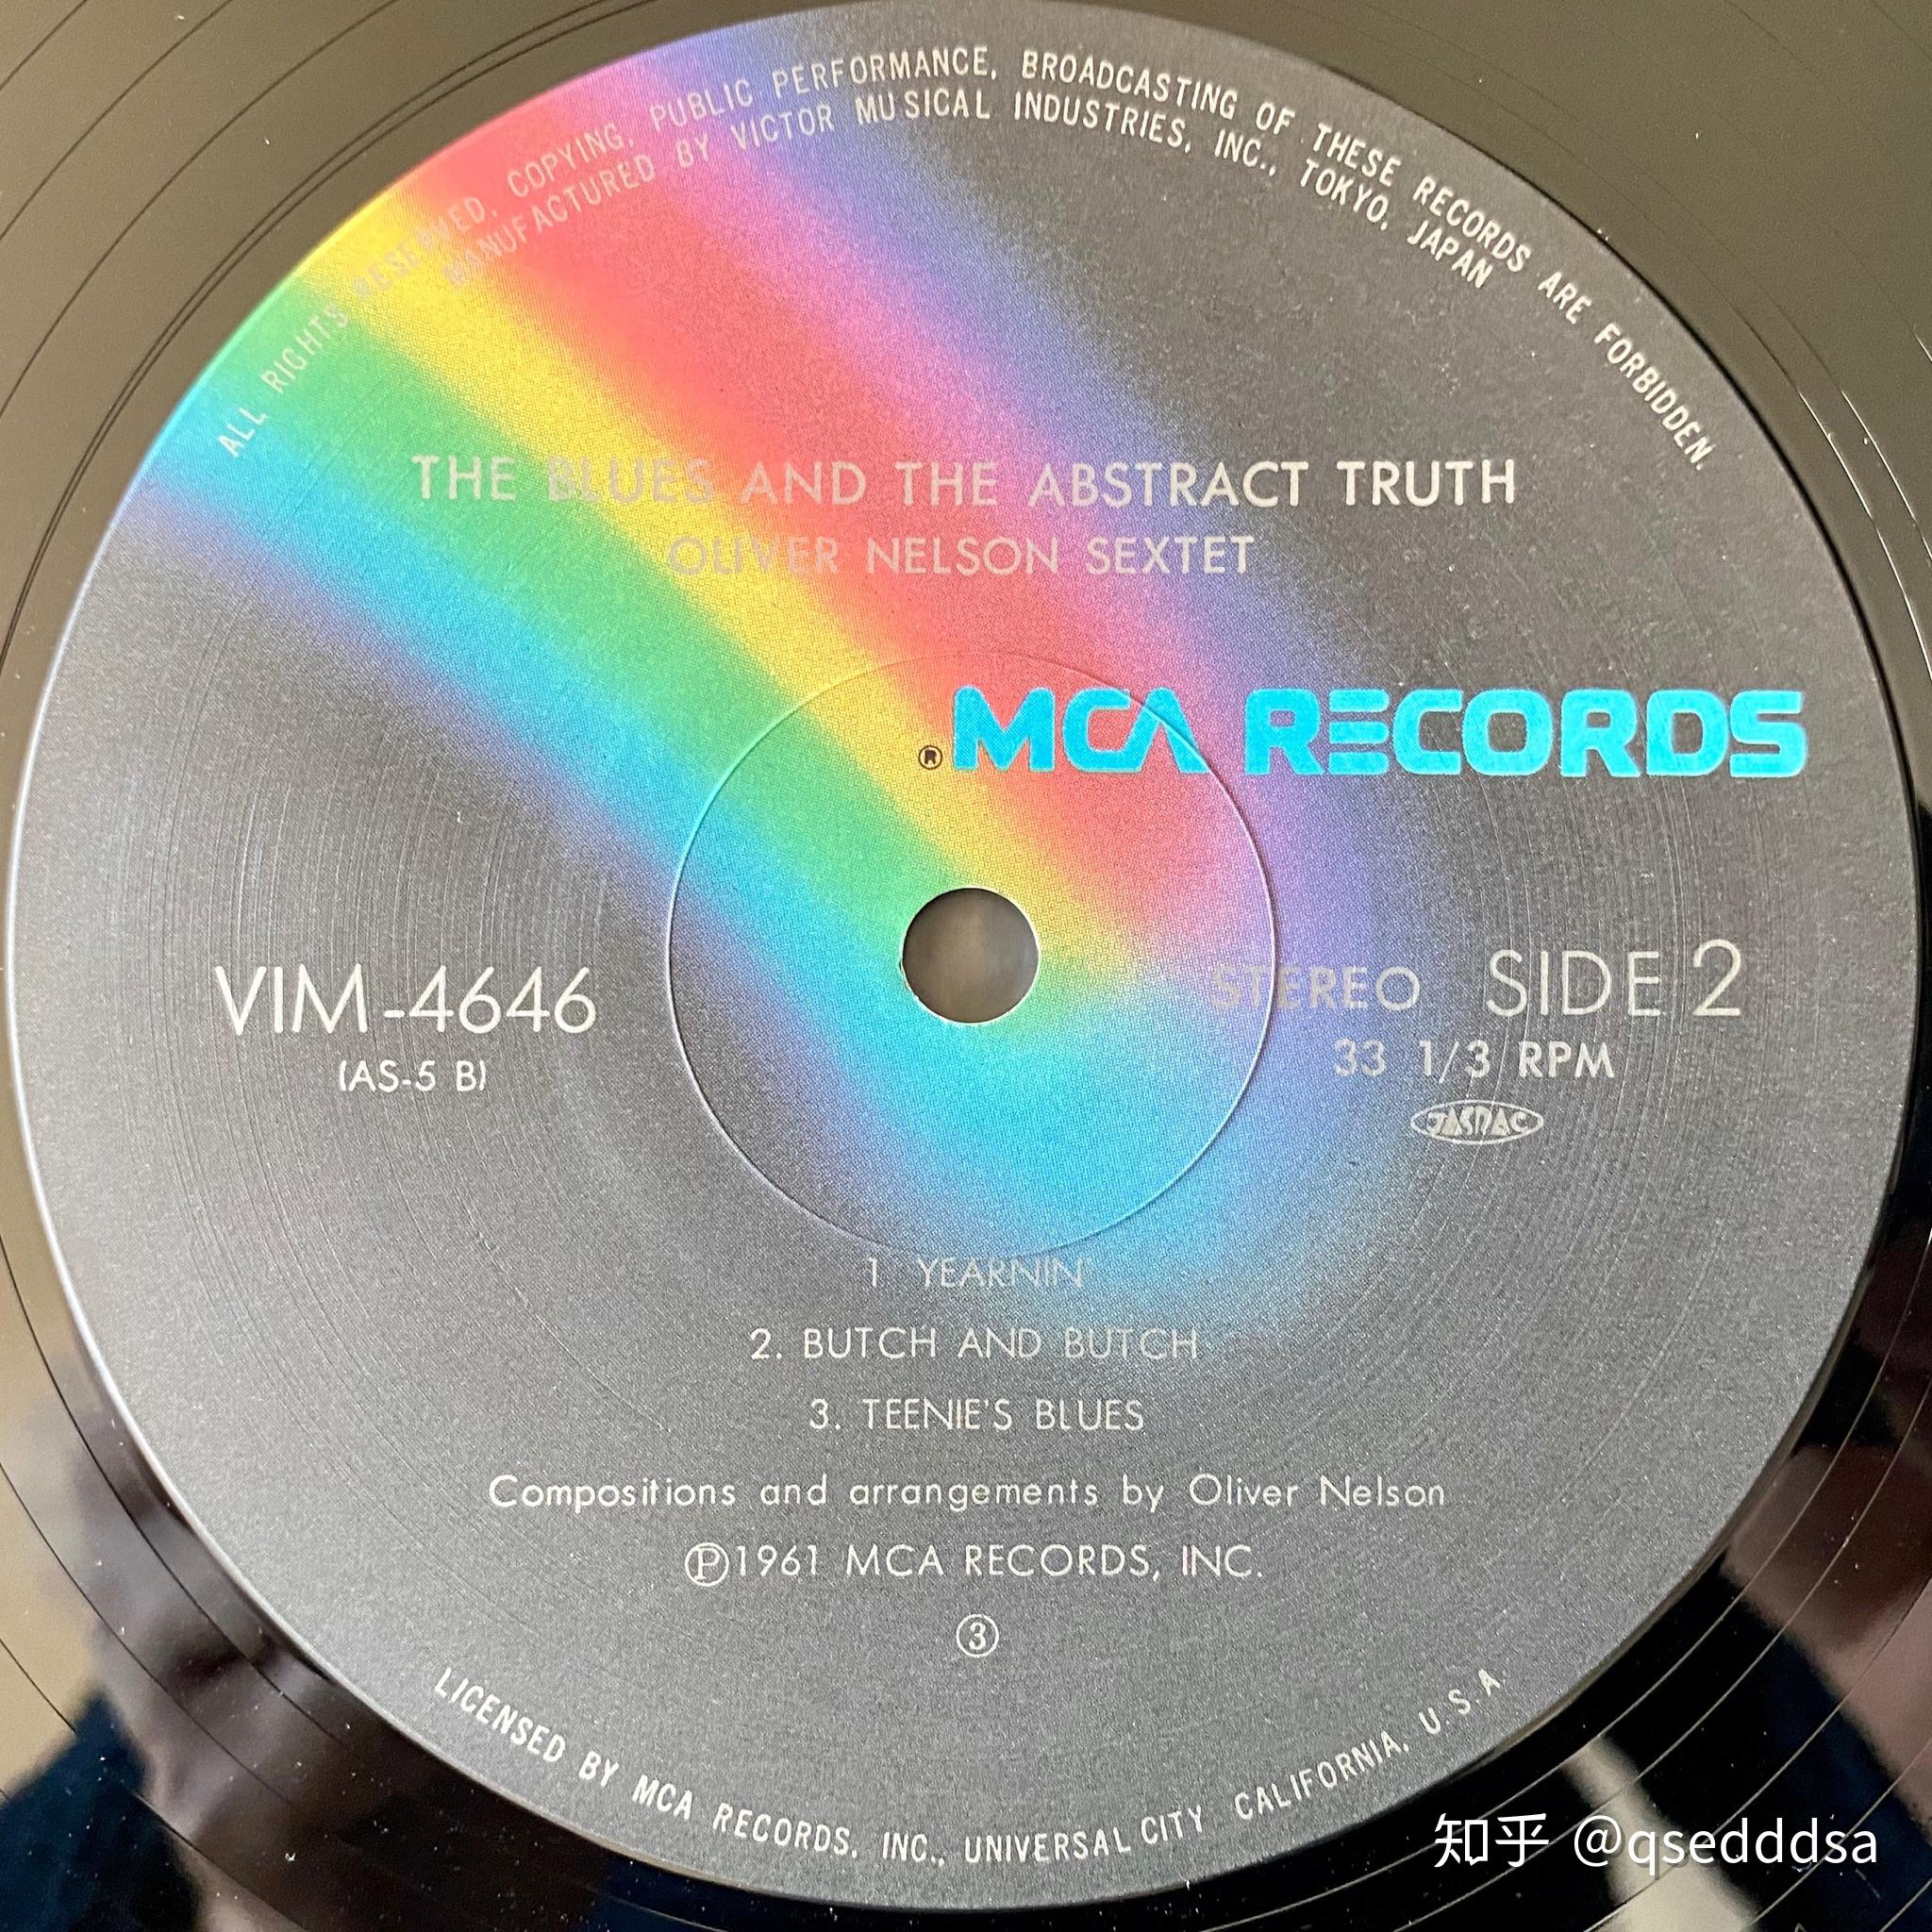 ALL RIGHTS RESERVED. COPYING. PUBLIC PERFORMANCE. BROADCASTING OF THESE RECORDS ARE FORBIDDEN.
MANUFACTURED BY VICTOR MUSICAL INDUSTRIES, INC., TOKYO, JAPAN
THE BLUES AND THE ABSTRACT TRUTH
OLIVER NELSON SEXTET
®MCA RECORDS
VIM-4646
(AS-5 B)
STEREO SIDE 2
33 1/3 RPM
JASRAC
1 YEARNIN'
2. BUTCH AND BUTCH
3. TEENIE'S BLUES
Compositions and arrangements by Oliver Nelson
Ⓟ1961 MCA RECORDS, INC.
③
LICENSED BY MCA RECORDS, INC., UNIVERSAL CITY CALIFORNIA, U.S.A.
知乎 @qsedddsa